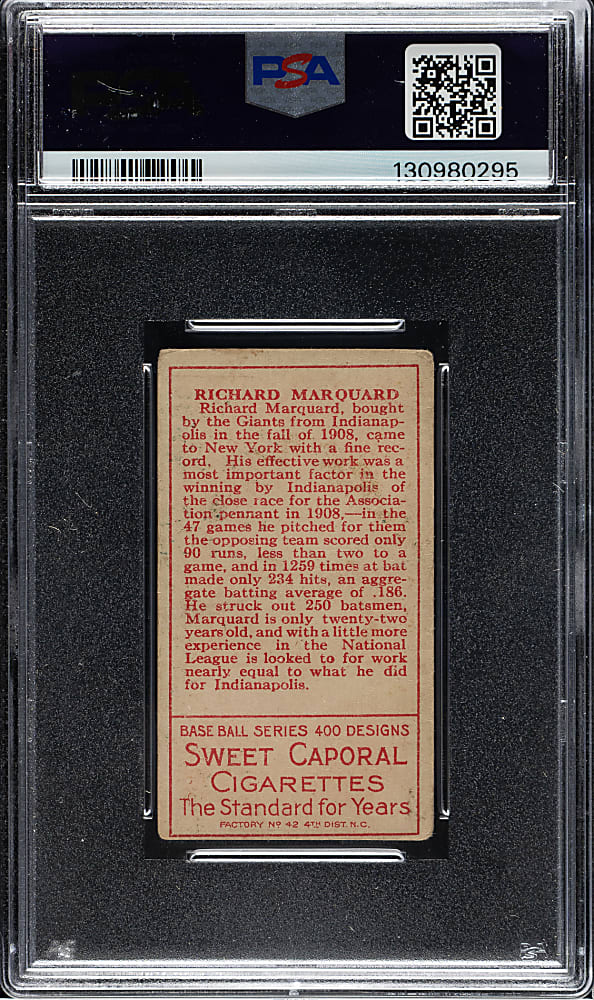 PSA
130980295
RICHARD MARQUARD
Richard Marquard, bought
by the Giants from Indianap-
olis in the fall of 1908, came
to New York with a fine rec-
ord. His effective work was a
most important factor in the
winning by Indianapolis of
the close race for the Associa-
tion pennant in 1908,—in the
47 games he pitched for them
the opposing team scored only
90 runs, less than two to a
game, and in 1259 times at bat
made only 234 hits, an aggre-
gate batting average of .186.
He struck out 250 batsmen,
Marquard is only twenty-two
years old, and with a little more
experience in the National
League is looked to for work
nearly equal to what he did
for Indianapolis.
BASE BALL SERIES 400 DESIGNS
SWEET CAPORAL
CIGARETTES
The Standard for Years
FACTORY Nº 42 4TH DIST. N.C.